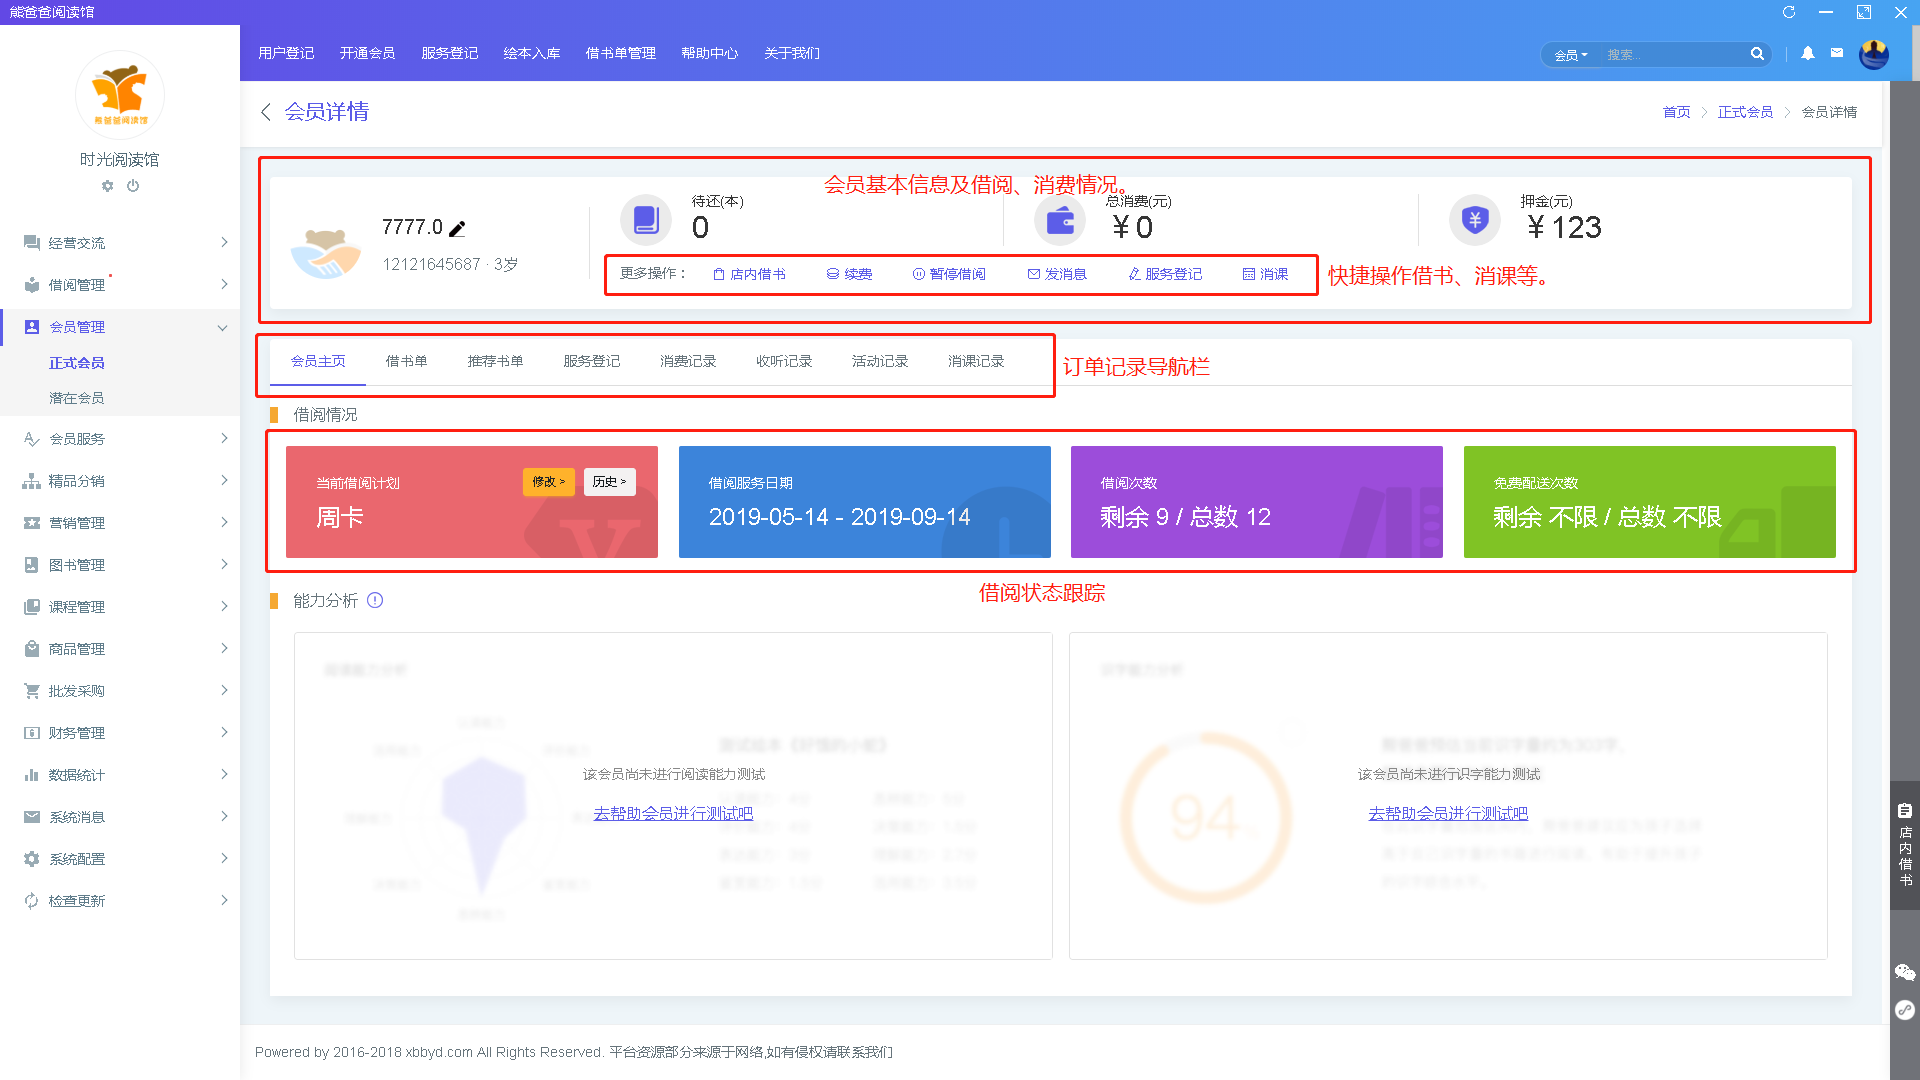 熊爸爸阅读馆
用户登记 开通会员 服务登记 绘本入库 借书单管理 帮助中心 关于我们
会员 搜索...
熊爸爸阅读馆
时光阅读馆
经营交流
借阅管理
会员管理
正式会员
潜在会员
会员服务
精品分销
营销管理
图书管理
课程管理
商品管理
批发采购
财务管理
数据统计
系统消息
系统配置
检查更新
会员详情
首页 正式会员 会员详情
会员基本信息及借阅、消费情况。
7777.0
12121645687 · 3岁
待还(本)
0
总消费(元)
¥ 0
押金(元)
¥ 123
更多操作： 店内借书 续费 暂停借阅 发消息 服务登记 消课
快捷操作借书、消课等。
会员主页 借书单 推荐书单 服务登记 消费记录 收听记录 活动记录 消课记录
订单记录导航栏
借阅情况
当前借阅计划
修改 >
历史 >
周卡
借阅服务日期
2019-05-14 - 2019-09-14
借阅次数
剩余 9 / 总数 12
免费配送次数
剩余 不限 / 总数 不限
借阅状态跟踪
能力分析
阅读能力分析
该会员尚未进行阅读能力测试
去帮助会员进行测试吧
识字能力分析
94
该会员尚未进行识字能力测试
去帮助会员进行测试吧
店内借书
Powered by 2016-2018 xbbyd.com All Rights Reserved. 平台资源部分来源于网络,如有侵权请联系我们